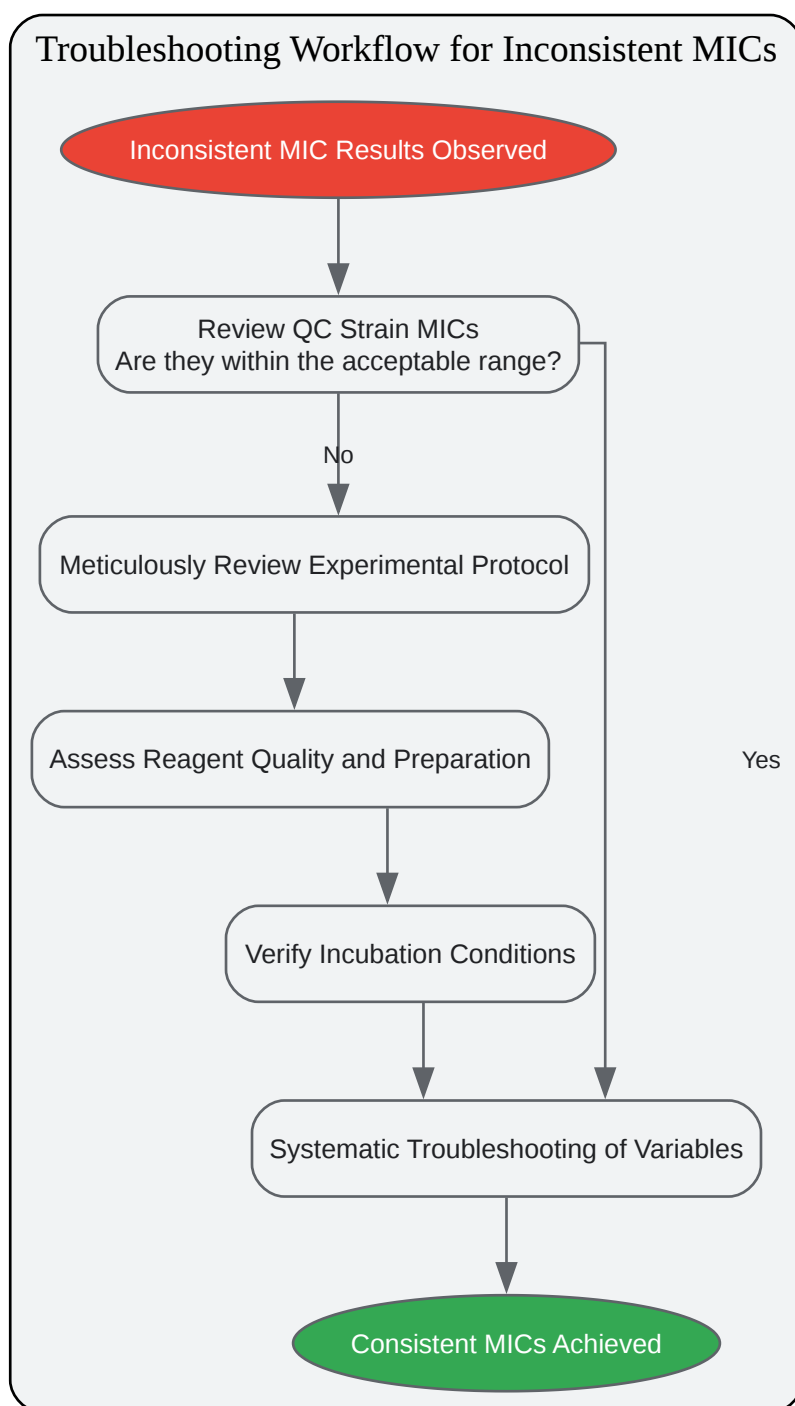 Troubleshooting Workflow for Inconsistent MICs
Inconsistent MIC Results Observed
Review QC Strain MICs
Are they within the acceptable range?
No
Meticulously Review Experimental Protocol
Assess Reagent Quality and Preparation
Yes
Verify Incubation Conditions
Systematic Troubleshooting of Variables
Consistent MICs Achieved